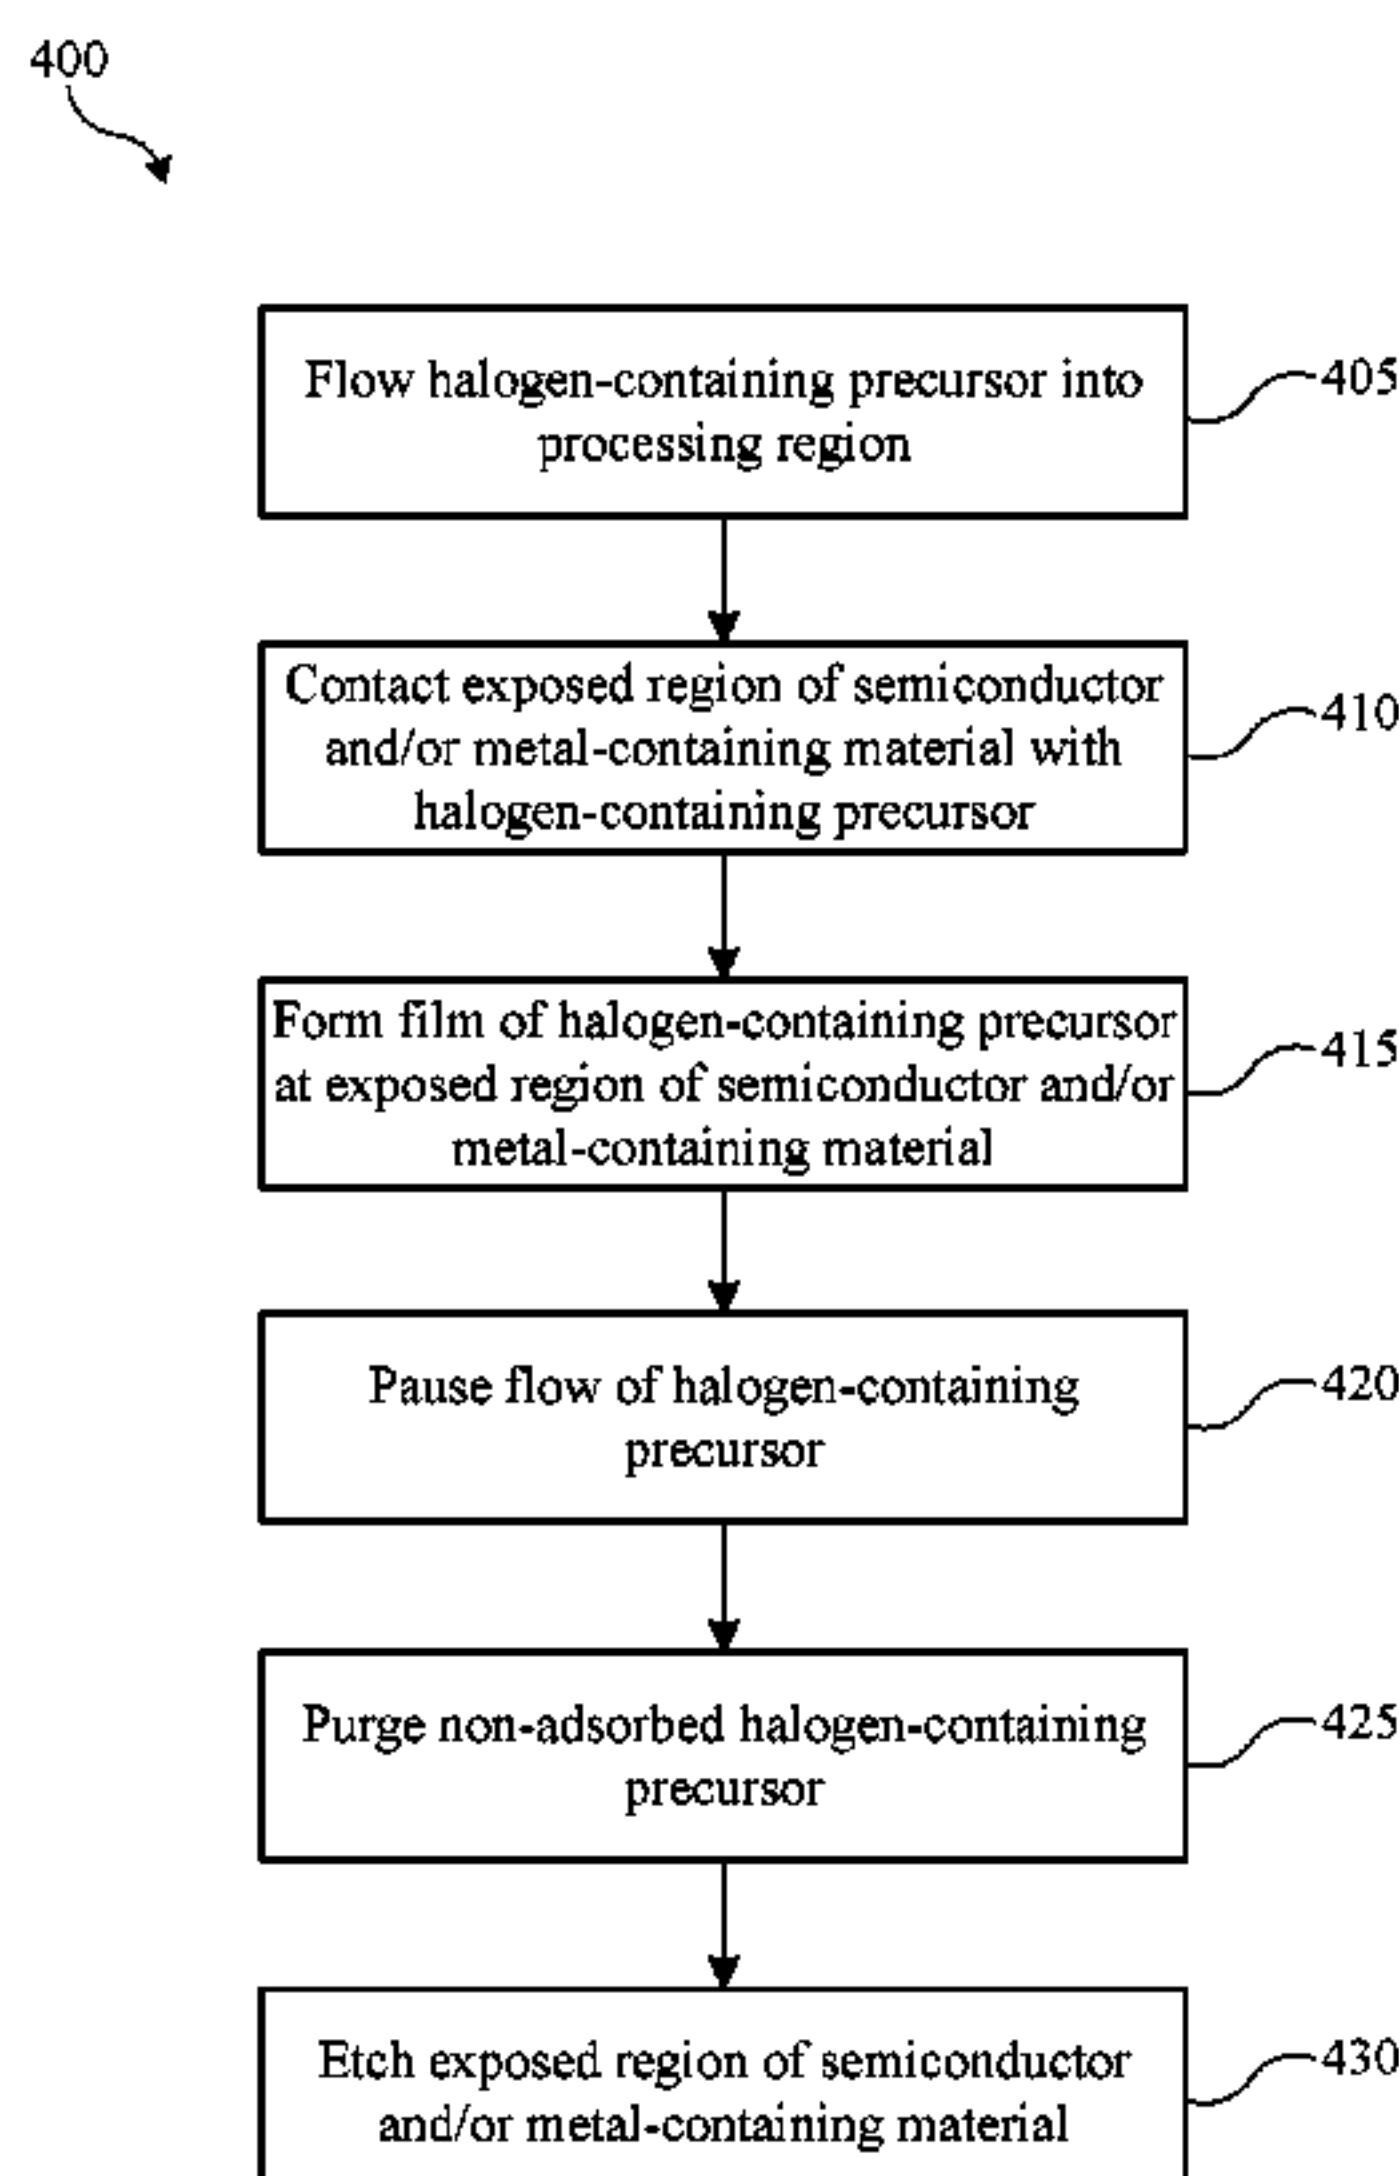 400
Flow halogen-containing precursor into
processing region
405
Contact exposed region of semiconductor
and/or metal-containing material with
halogen-containing precursor
410
Form film of halogen-containing precursor
at exposed region of semiconductor and/or
metal-containing material
415
Pause flow of halogen-containing
precursor
420
Purge non-adsorbed halogen-containing
precursor
425
Etch exposed region of semiconductor
and/or metal-containing material
430